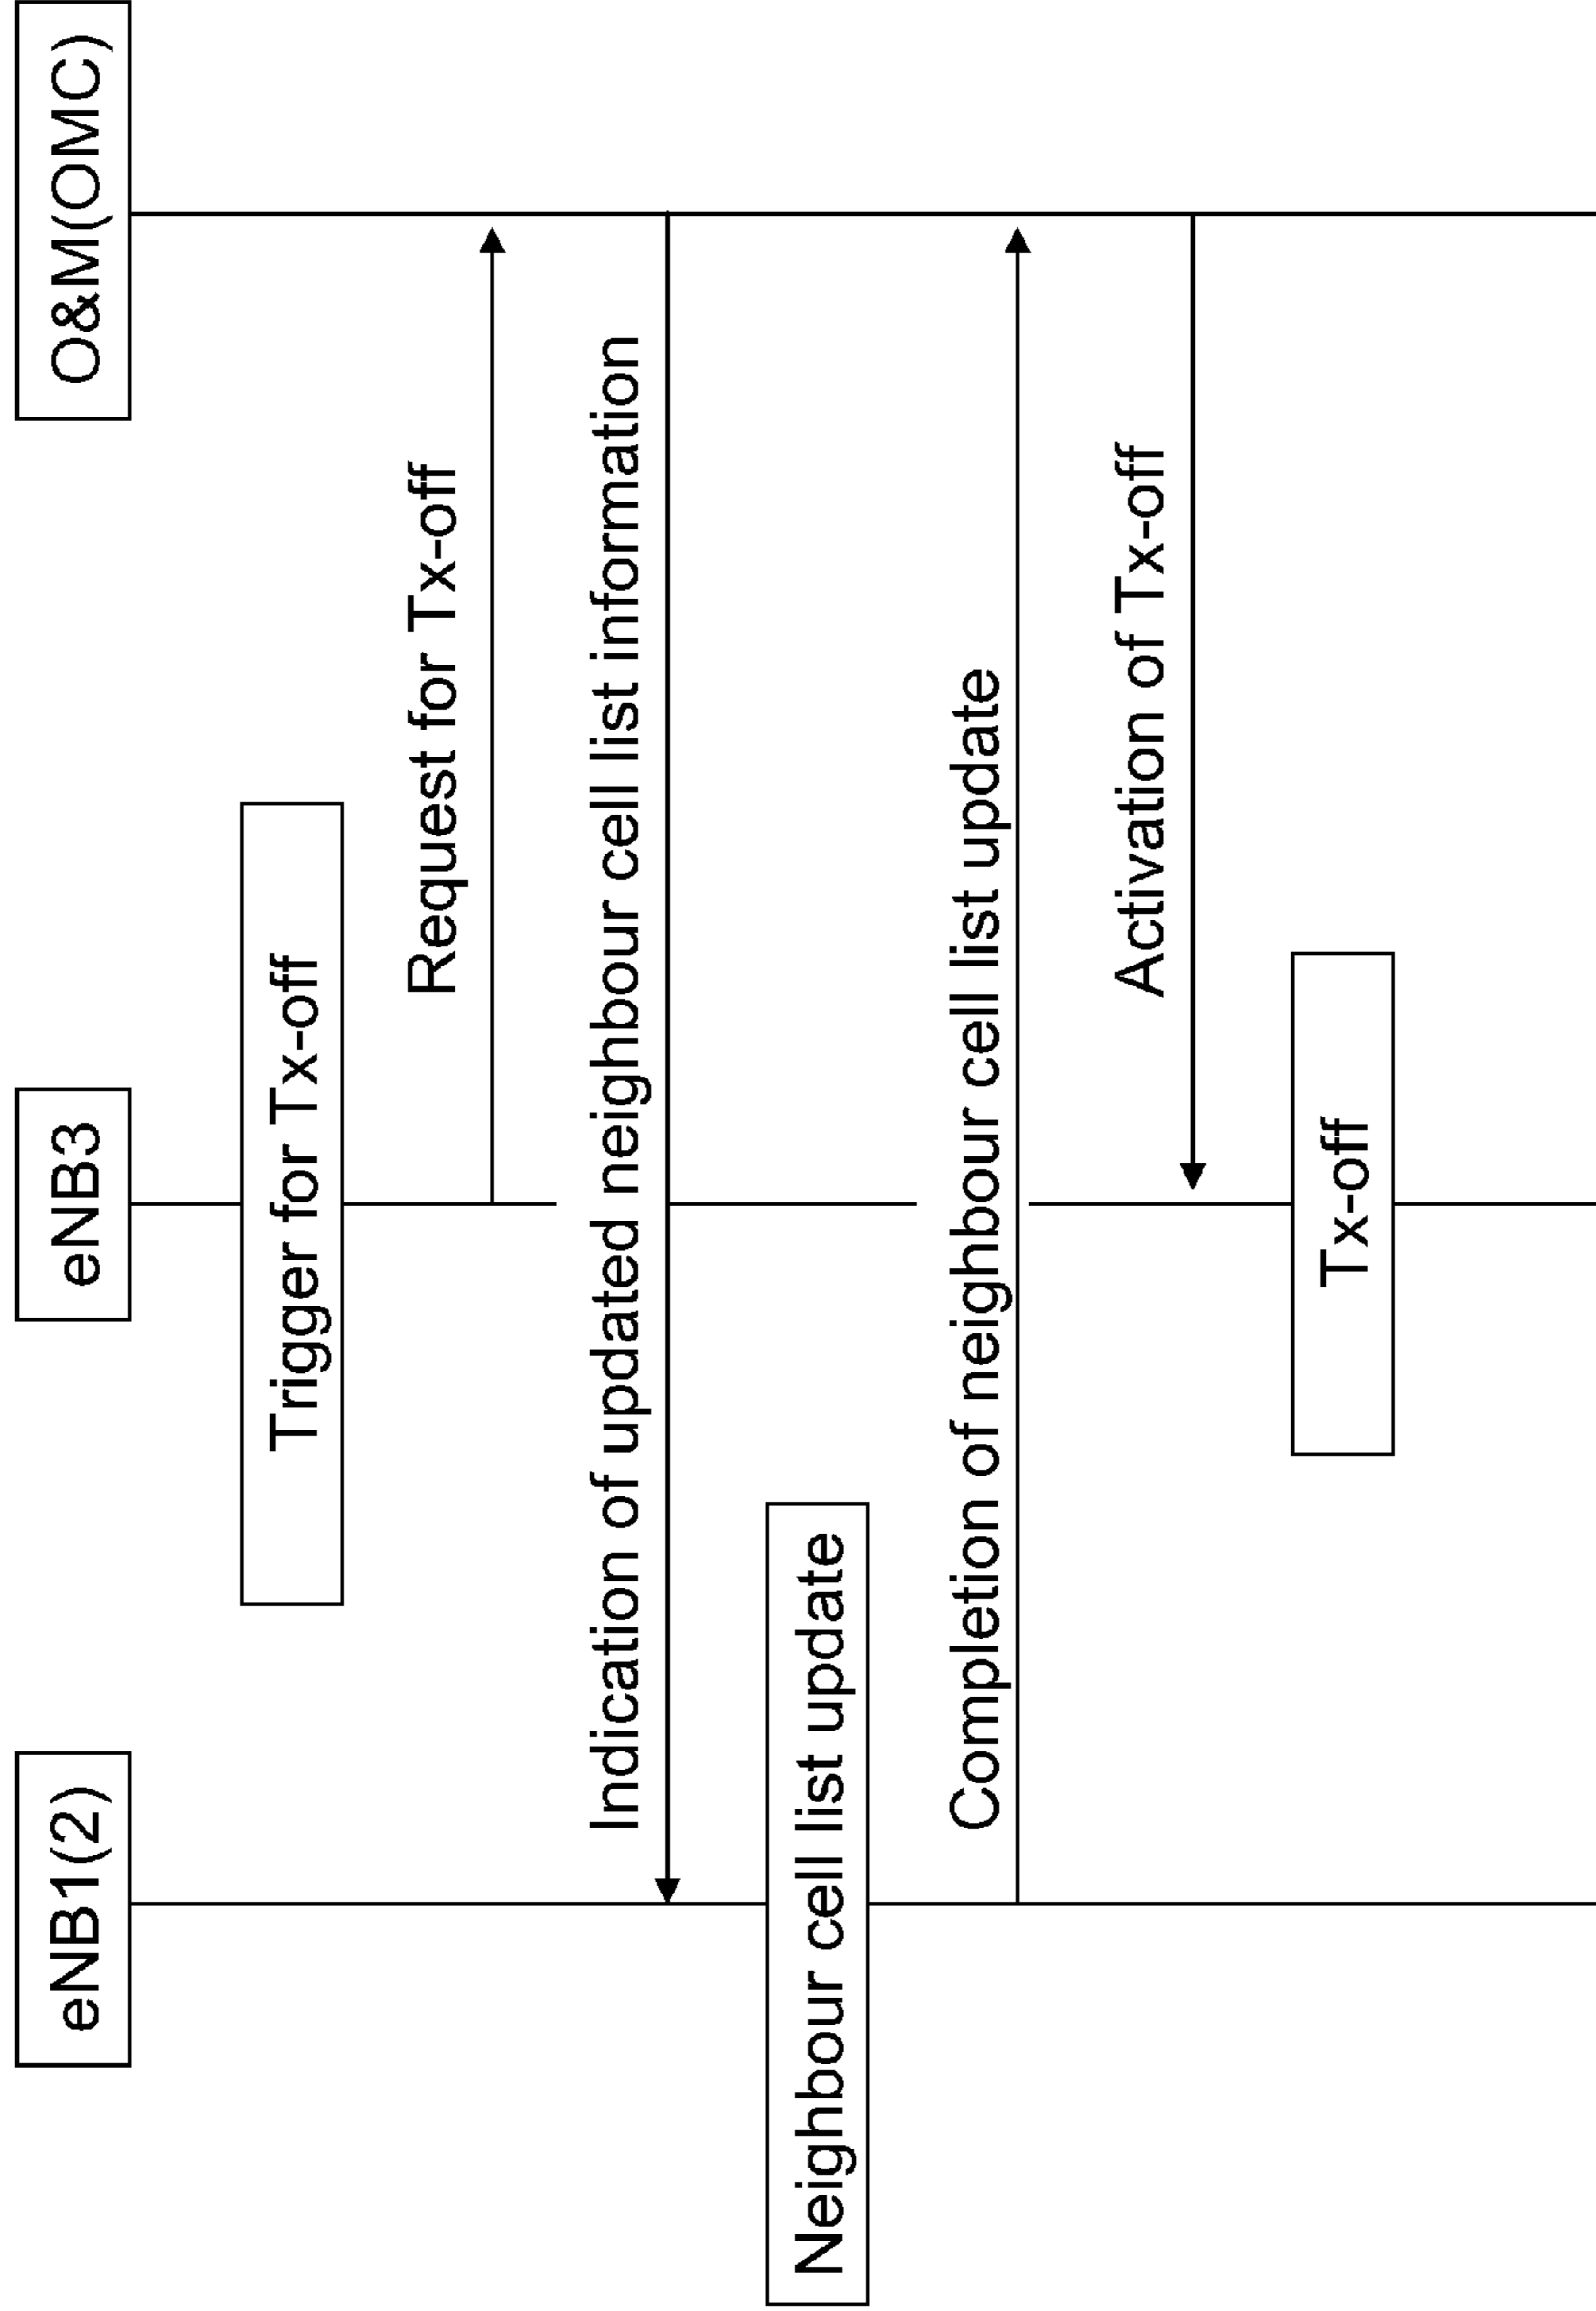 eNB1(2)
eNB3
O&M(OMC)
Trigger for Tx-off
Request for Tx-off
Indication of updated neighbour cell list information
Neighbour cell list update
Completion of neighbour cell list update
Activation of Tx-off
Tx-off